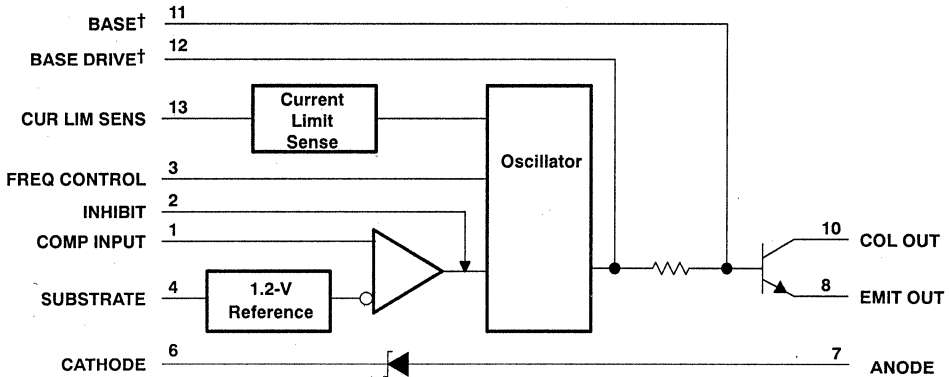 BASE† 11
BASE DRIVE† 12
CUR LIM SENS 13
Current
Limit
Sense
Oscillator
FREQ CONTROL 3
INHIBIT 2
COMP INPUT 1
10 COL OUT
SUBSTRATE 4
1.2-V
Reference
8 EMIT OUT
CATHODE 6
7 ANODE